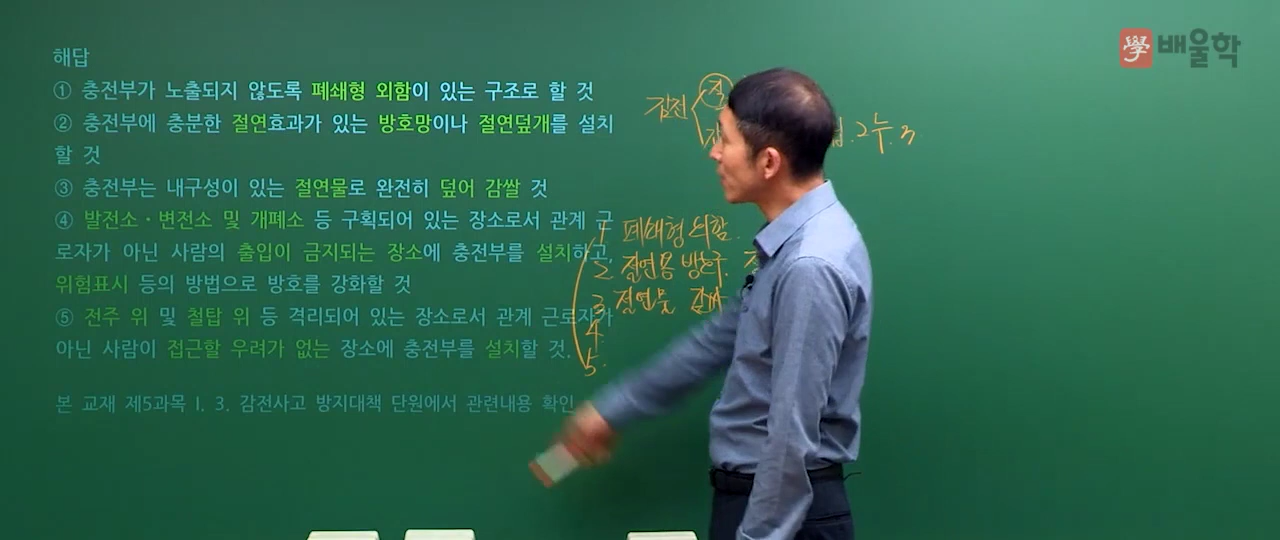 學 배울학
해답
① 충전부가 노출되지 않도록 폐쇄형 외함이 있는 구조로 할 것
② 충전부에 충분한 절연효과가 있는 방호망이나 절연덮개를 설치
할 것
③ 충전부는 내구성이 있는 절연물로 완전히 덮어 감쌀 것
④ 발전소・변전소 및 개폐소 등 구획되어 있는 장소로서 관계 근
로자가 아닌 사람의 출입이 금지되는 장소에 충전부를 설치하고,
위험표시 등의 방법으로 방호를 강화할 것
⑤ 전주 위 및 철탑 위 등 격리되어 있는 장소로서 관계 근로자가
아닌 사람이 접근할 우려가 없는 장소에 충전부를 설치할 것.
본 교재 제5과목 I. 3. 감전사고 방지대책 단원에서 관련내용 확인
감전
2누.3
1 폐쇄형 외함.
2.
3 절연물
4.
5.